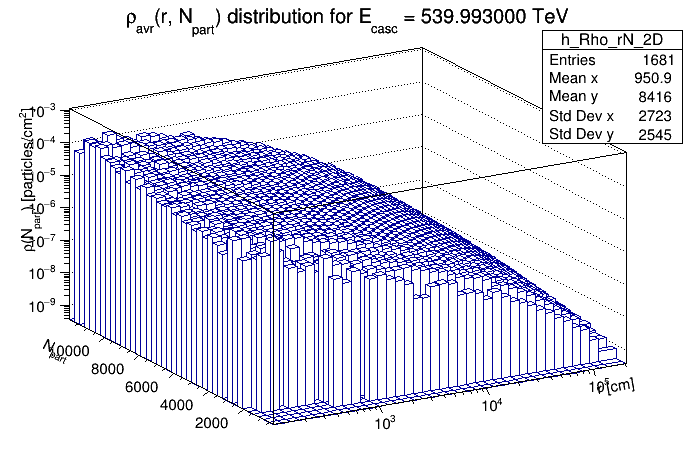 ρavr(r, Npart) distribution for Ecasc = 539.993000 TeV
h_Rho_rN_2D
Entries 1681
Mean x 950.9
Mean y 8416
Std Dev x 2723
Std Dev y 2545
ρ(Npart) [particles/cm²]
10⁻³
10⁻⁴
10⁻⁵
10⁻⁶
10⁻⁷
10⁻⁸
10⁻⁹
Npart
10000
8000
6000
4000
2000
10³
10⁴
10⁵
[cm]